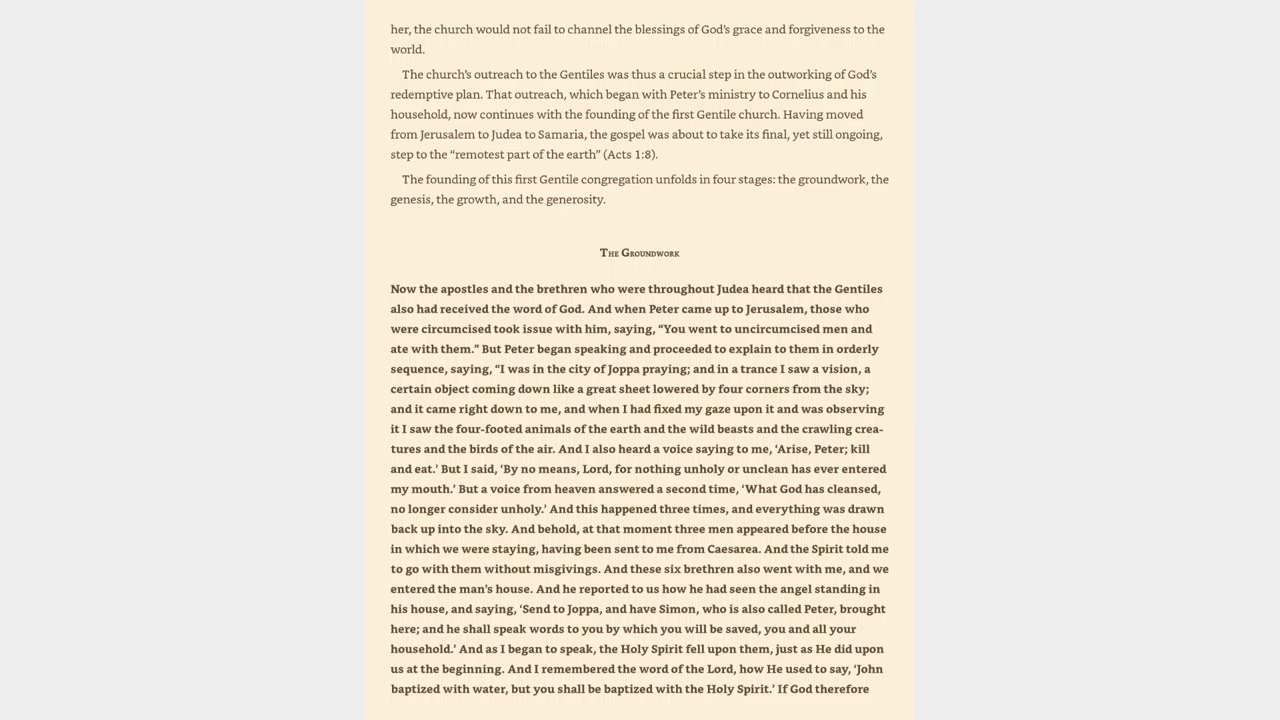 her, the church would not fail to channel the blessings of God’s grace and forgiveness to the
world.
The church’s outreach to the Gentiles was thus a crucial step in the outworking of God’s
redemptive plan. That outreach, which began with Peter’s ministry to Cornelius and his
household, now continues with the founding of the first Gentile church. Having moved
from Jerusalem to Judea to Samaria, the gospel was about to take its final, yet still ongoing,
step to the “remotest part of the earth” (Acts 1:8).
The founding of this first Gentile congregation unfolds in four stages: the groundwork, the
genesis, the growth, and the generosity.
The Groundwork
Now the apostles and the brethren who were throughout Judea heard that the Gentiles
also had received the word of God. And when Peter came up to Jerusalem, those who
were circumcised took issue with him, saying, “You went to uncircumcised men and
ate with them.” But Peter began speaking and proceeded to explain to them in orderly
sequence, saying, “I was in the city of Joppa praying; and in a trance I saw a vision, a
certain object coming down like a great sheet lowered by four corners from the sky;
and it came right down to me, and when I had fixed my gaze upon it and was observing
it I saw the four-footed animals of the earth and the wild beasts and the crawling crea-
tures and the birds of the air. And I also heard a voice saying to me, ‘Arise, Peter; kill
and eat.’ But I said, ‘By no means, Lord, for nothing unholy or unclean has ever entered
my mouth.’ But a voice from heaven answered a second time, ‘What God has cleansed,
no longer consider unholy.’ And this happened three times, and everything was drawn
back up into the sky. And behold, at that moment three men appeared before the house
in which we were staying, having been sent to me from Caesarea. And the Spirit told me
to go with them without misgivings. And these six brethren also went with me, and we
entered the man’s house. And he reported to us how he had seen the angel standing in
his house, and saying, ‘Send to Joppa, and have Simon, who is also called Peter, brought
here; and he shall speak words to you by which you will be saved, you and all your
household.’ And as I began to speak, the Holy Spirit fell upon them, just as He did upon
us at the beginning. And I remembered the word of the Lord, how He used to say, ‘John
baptized with water, but you shall be baptized with the Holy Spirit.’ If God therefore